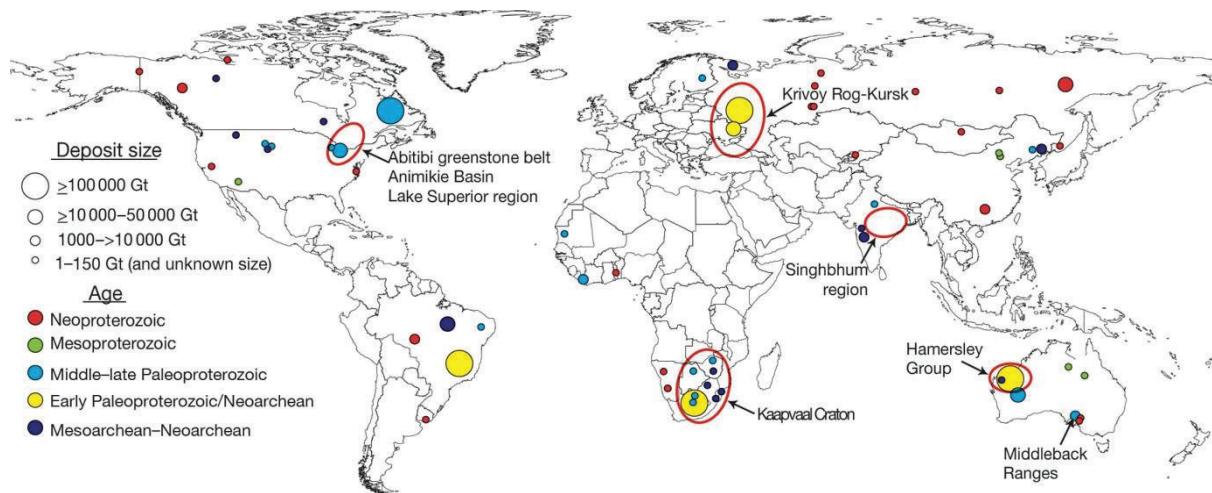 Deposit size
≥100 000 Gt
≥10 000–50 000 Gt
1000–>10 000 Gt
1–150 Gt (and unknown size)
Age
Neoproterozoic
Mesoproterozoic
Middle–late Paleoproterozoic
Early Paleoproterozoic/Neoarchean
Mesoarchean–Neoarchean
Abitibi greenstone belt
Animikie Basin
Lake Superior region
Krivoy Rog-Kursk
Singhbhum
region
Kaapvaal Craton
Hamersley
Group
Middleback
Ranges